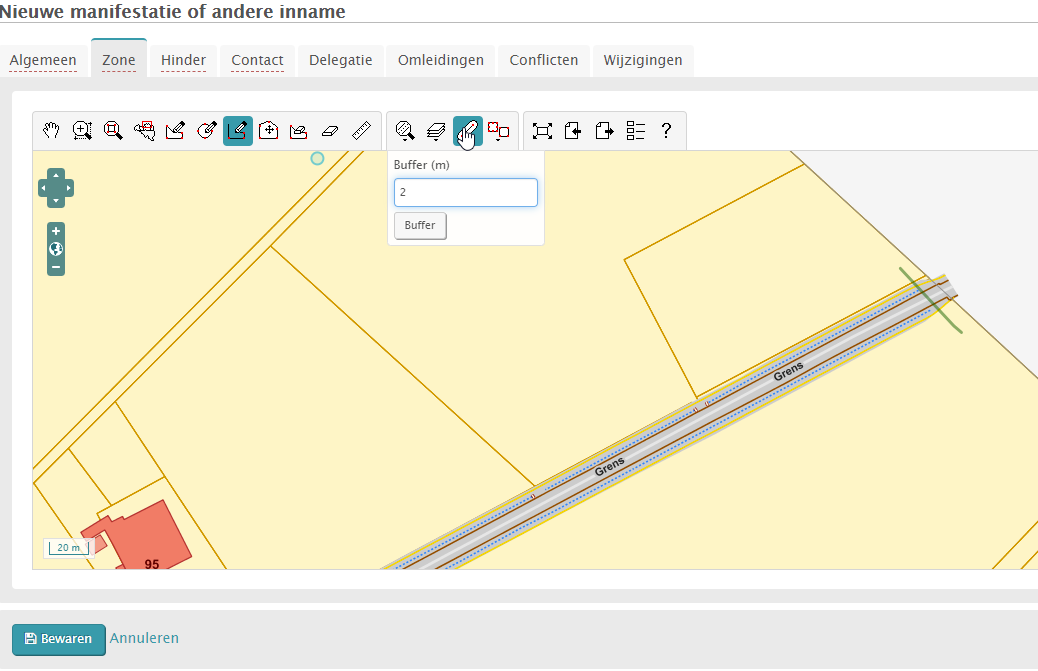 Nieuwe manifestatie of andere inname
Algemeen Zone Hinder Contact Delegatie Omleidingen Conflicten Wijzigingen
?
Buffer (m)
2
Buffer
+
−
Grens
Grens
20 m
95
Bewaren Annuleren